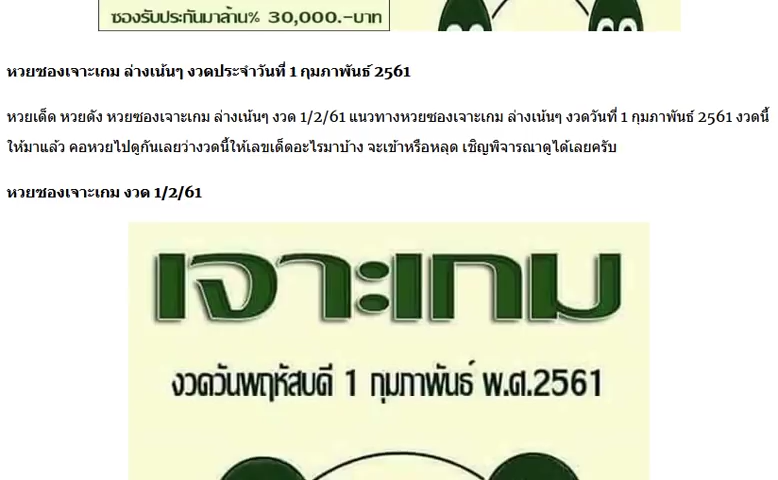 ซองรับประกันมาล้าน% 30,000.-บาท
หวยซองเจาะเกม ล่างเน้นๆ งวดประจำวันที่ 1 กุมภาพันธ์ 2561
หวยเด็ด หวยดัง หวยซองเจาะเกม ล่างเน้นๆ งวด 1/2/61 แนวทางหวยซองเจาะเกม ล่างเน้นๆ งวดวันที่ 1 กุมภาพันธ์ 2561 งวดนี้
ให้มาแล้ว คอหวยไปดูกันเลยว่างวดนี้ให้เลขเด็ดอะไรมาบ้าง จะเข้าหรือหลุด เชิญพิจารณาดูได้เลยครับ
หวยซองเจาะเกม งวด 1/2/61
เจาะเกม
งวดวันพฤหัสบดี 1 กุมภาพันธ์ พ.ศ.2561